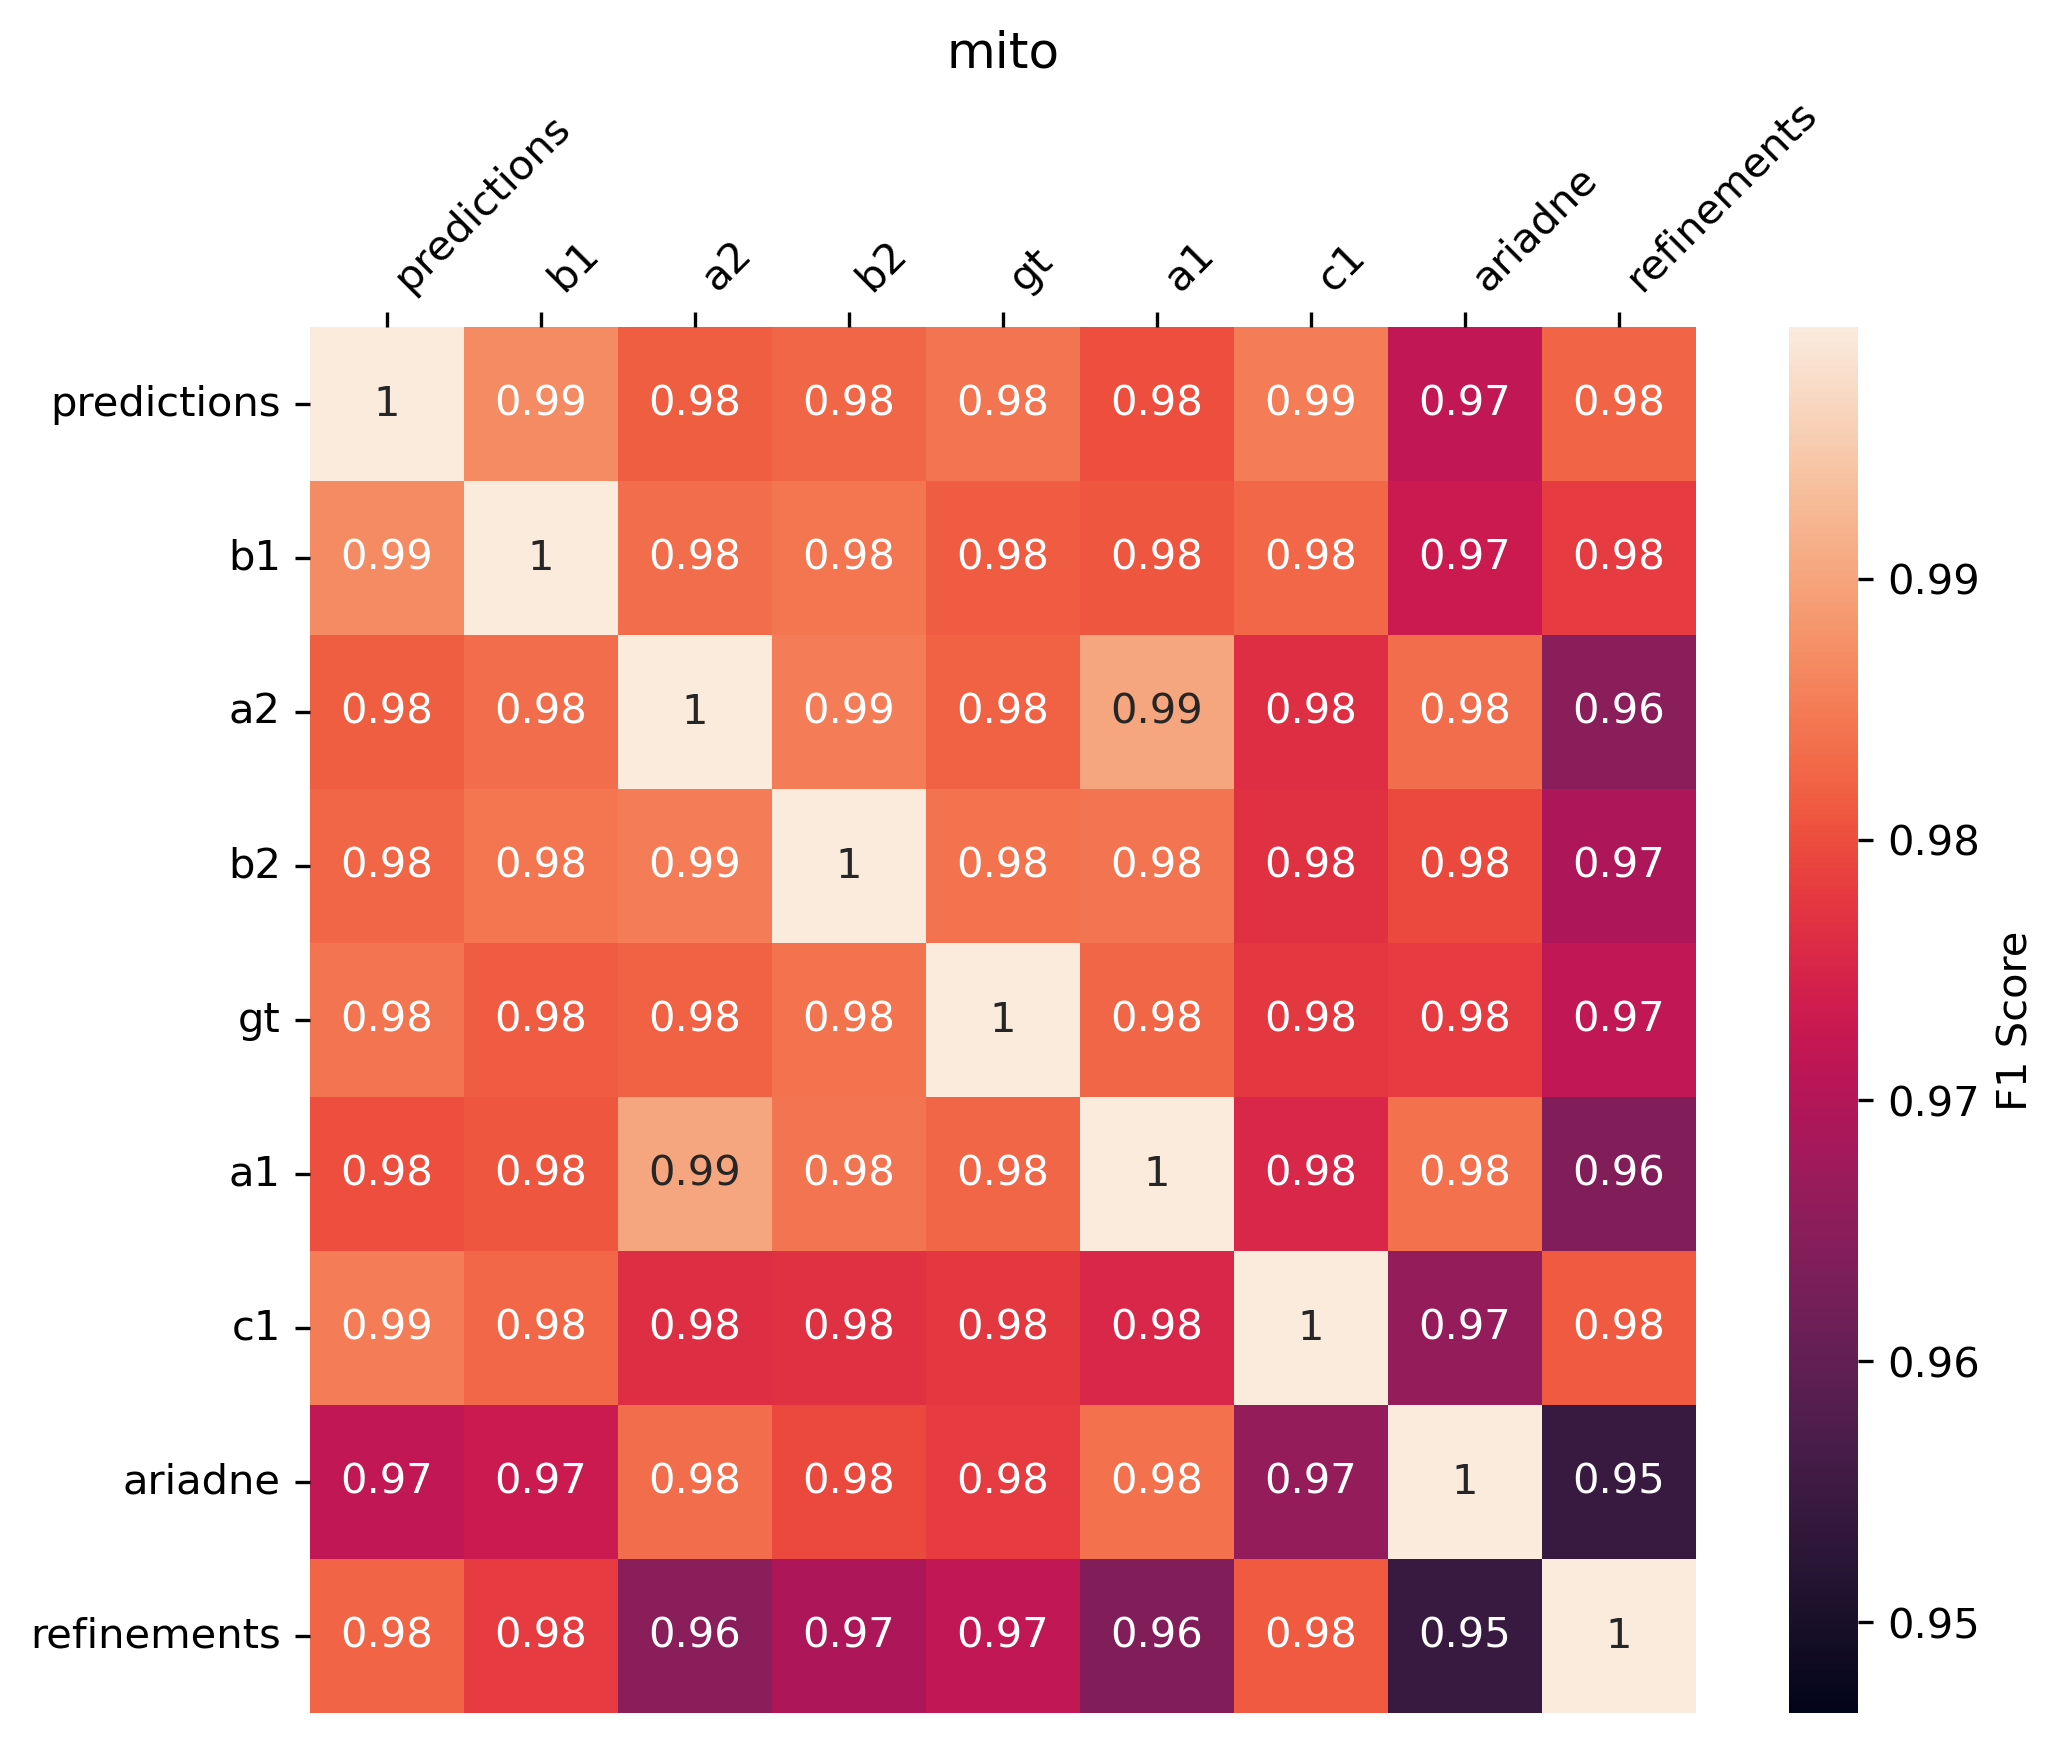 mito
predictions b1 a2 b2 gt a1 c1 ariadne refinements
predictions 1 0.99 0.98 0.98 0.98 0.98 0.99 0.97 0.98
b1 0.99 1 0.98 0.98 0.98 0.98 0.98 0.97 0.98
a2 0.98 0.98 1 0.99 0.98 0.99 0.98 0.98 0.96
b2 0.98 0.98 0.99 1 0.98 0.98 0.98 0.98 0.97
gt 0.98 0.98 0.98 0.98 1 0.98 0.98 0.98 0.97
a1 0.98 0.98 0.99 0.98 0.98 1 0.98 0.98 0.96
c1 0.99 0.98 0.98 0.98 0.98 0.98 1 0.97 0.98
ariadne 0.97 0.97 0.98 0.98 0.98 0.98 0.97 1 0.95
refinements 0.98 0.98 0.96 0.97 0.97 0.96 0.98 0.95 1
0.99
0.98
0.97
0.96
0.95
F1 Score